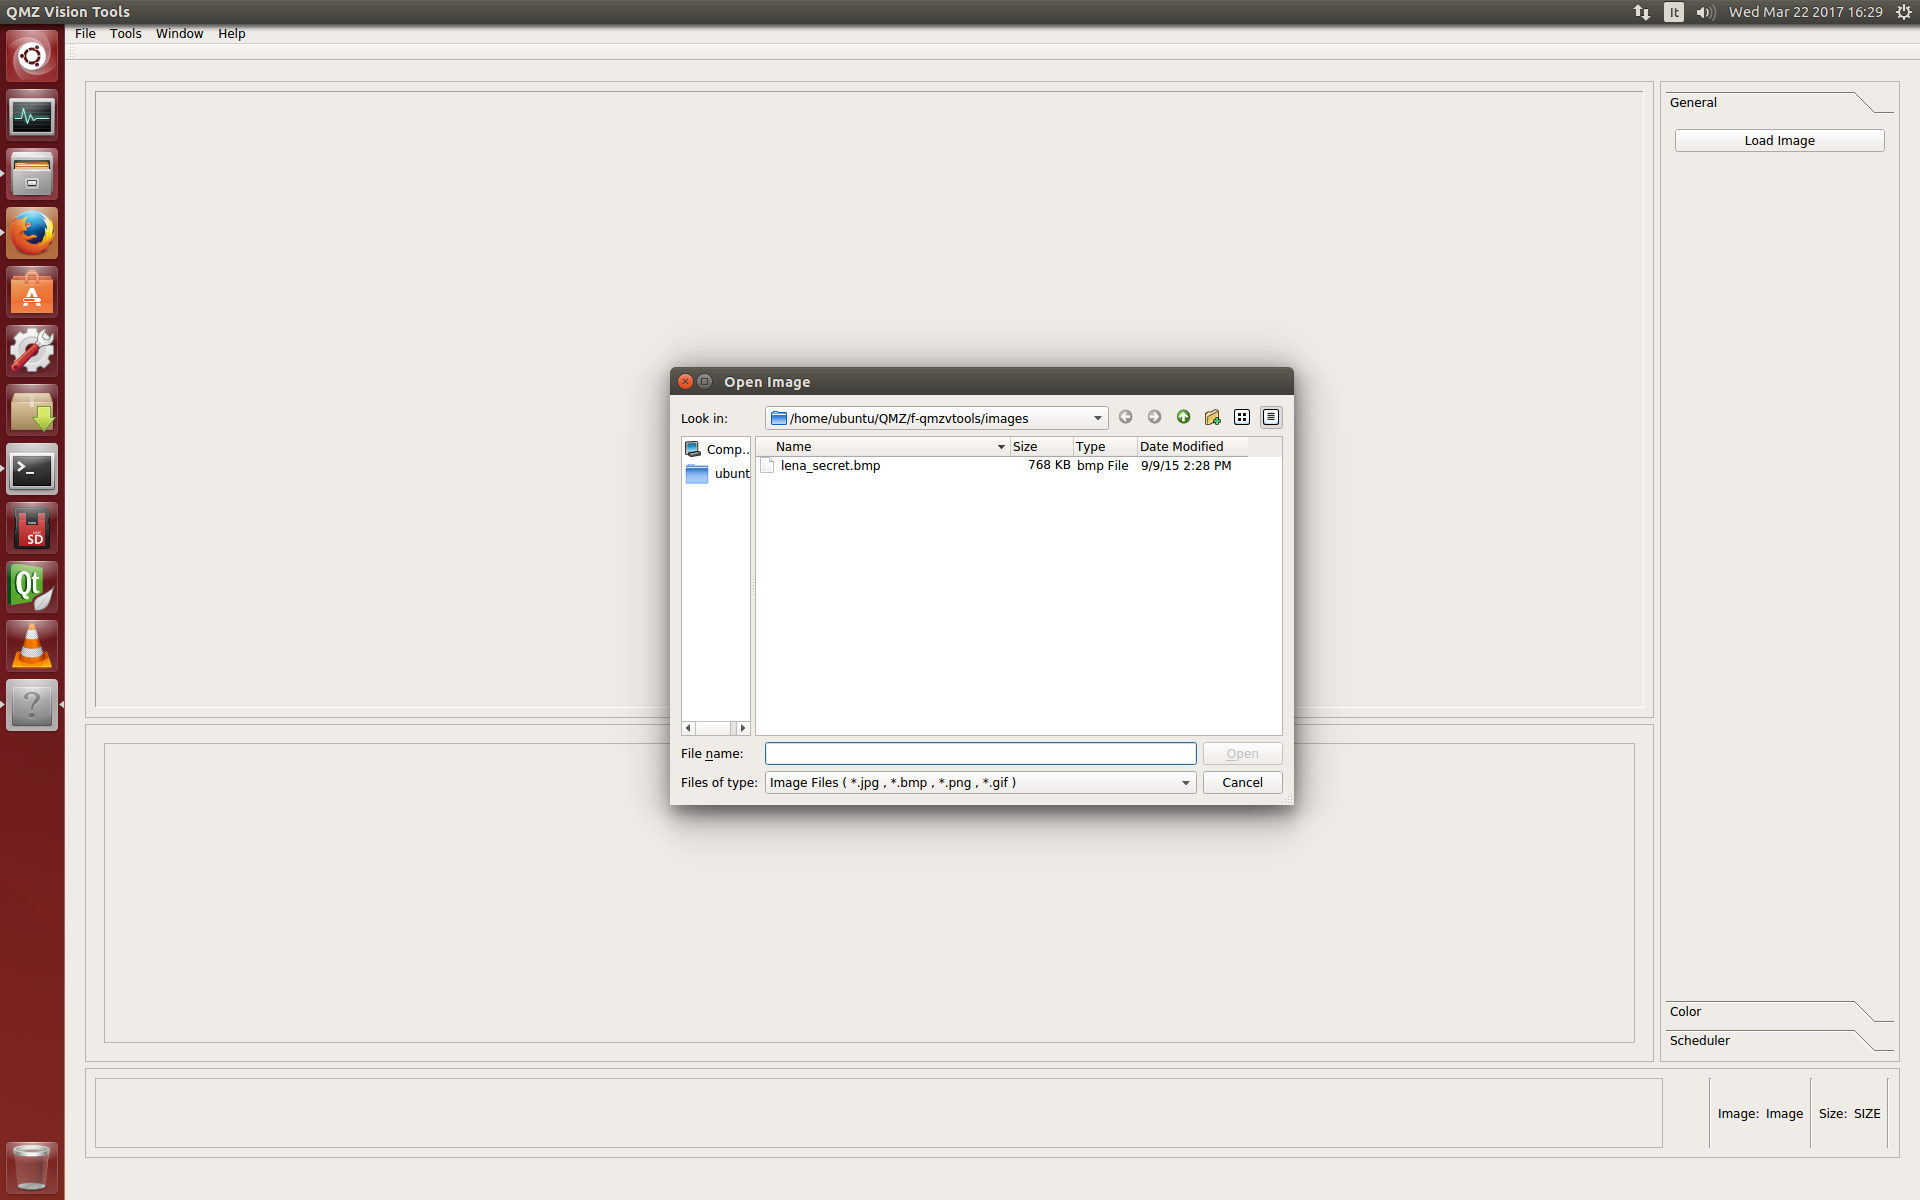 QMZ Vision Tools
It
Wed Mar 22 2017 16:29
File Tools Window Help
General
Load Image
Open Image
Look in: /home/ubuntu/QMZ/f-qmzvtools/images
Comp..
ubunt
Name Size Type Date Modified
lena_secret.bmp 768 KB bmp File 9/9/15 2:28 PM
File name: Open
Files of type: Image Files ( *.jpg , *.bmp , *.png , *.gif ) Cancel
Color
Scheduler
Image: Image Size: SIZE
A
>_
SD
Qt
?